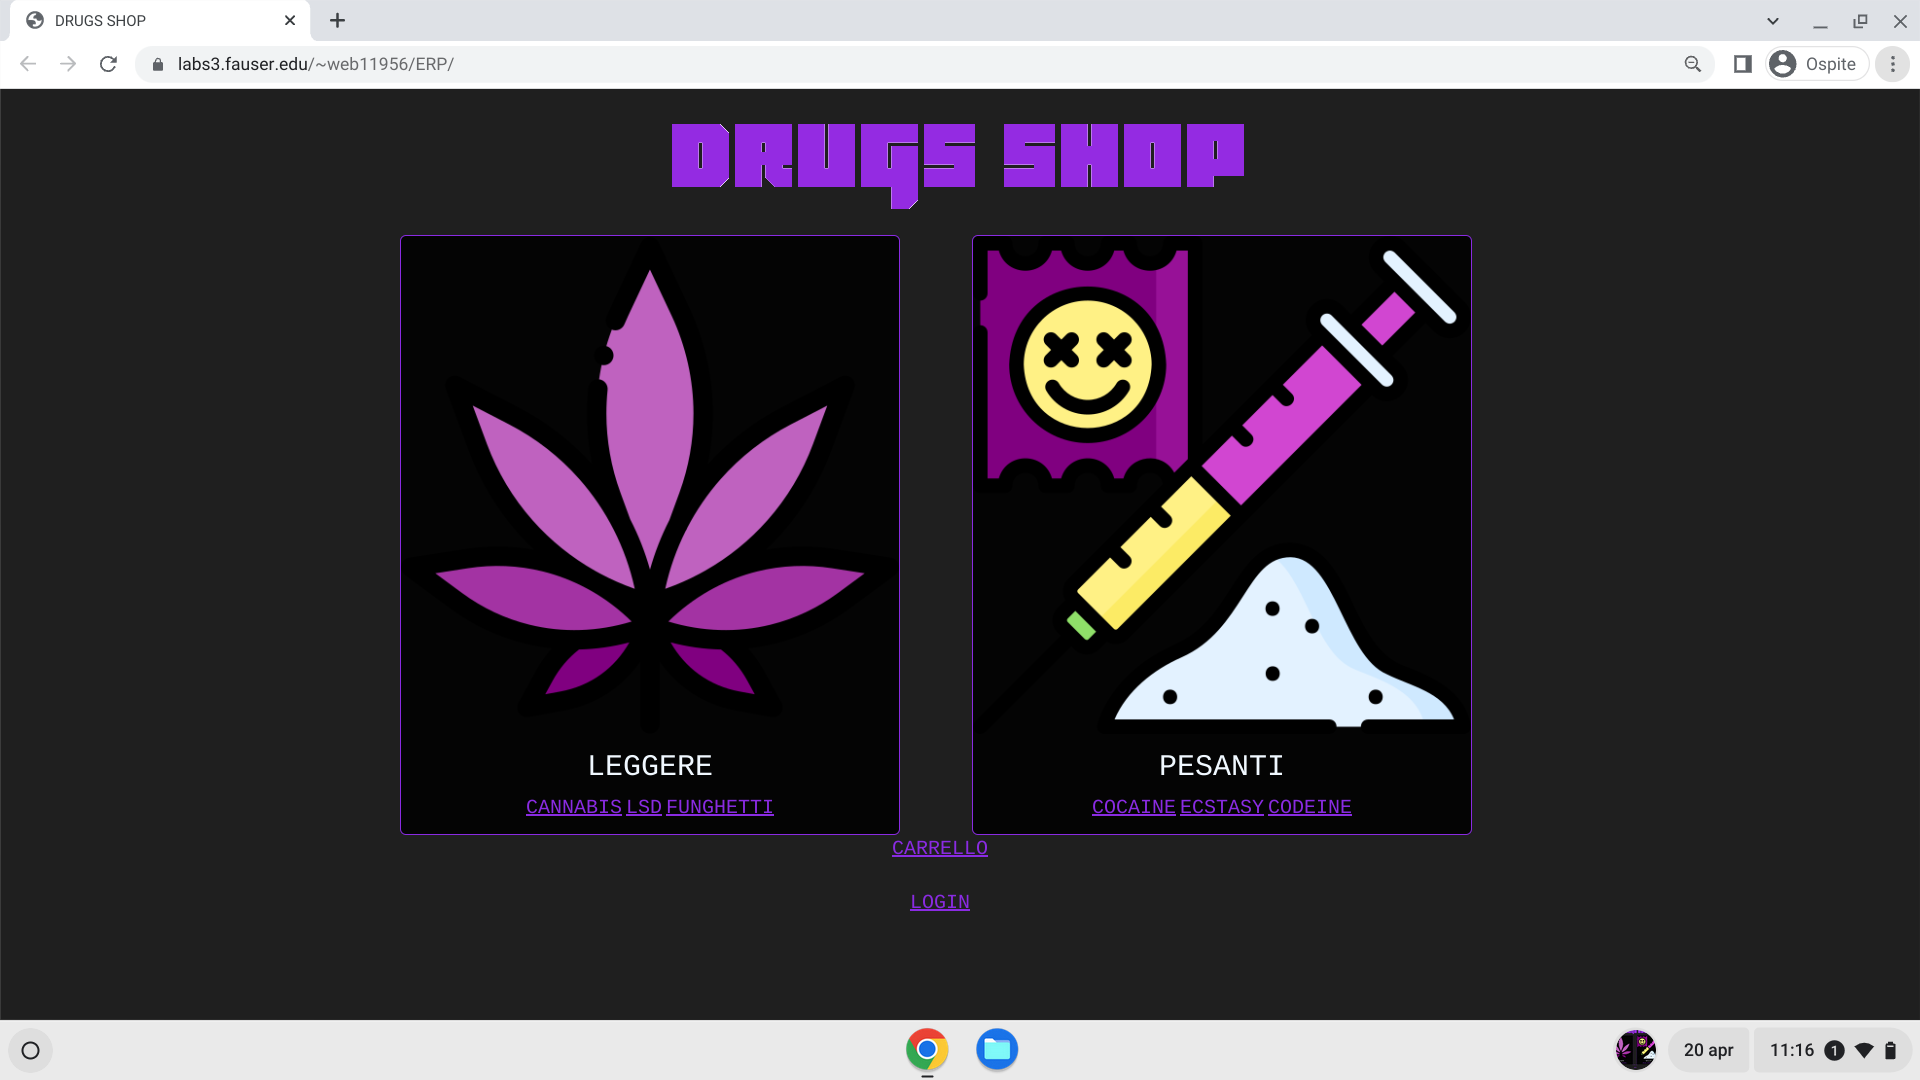 DRUGS SHOP
labs3.fauser.edu/~web11956/ERP/
Ospite
DRUGS SHOP
LEGGERE
CANNABIS LSD FUNGHETTI
PESANTI
COCAINE ECSTASY CODEINE
CARRELLO
LOGIN
20 apr
11:16
1